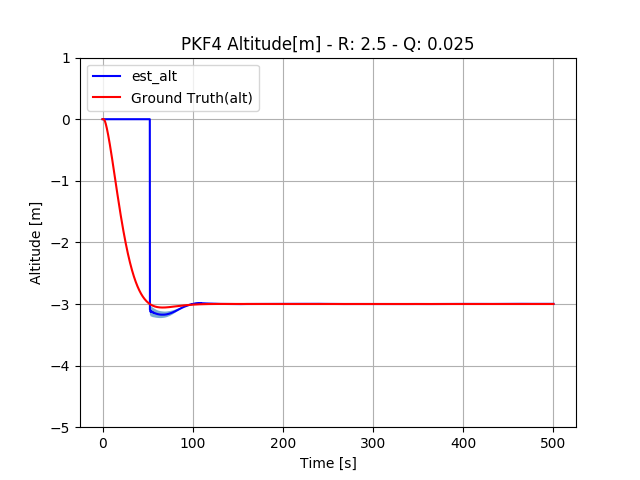 PKF4 Altitude[m] - R: 2.5 - Q: 0.025
est_alt
Ground Truth(alt)
Altitude [m]
1
0
−1
−2
−3
−4
−5
0 100 200 300 400 500
Time [s]